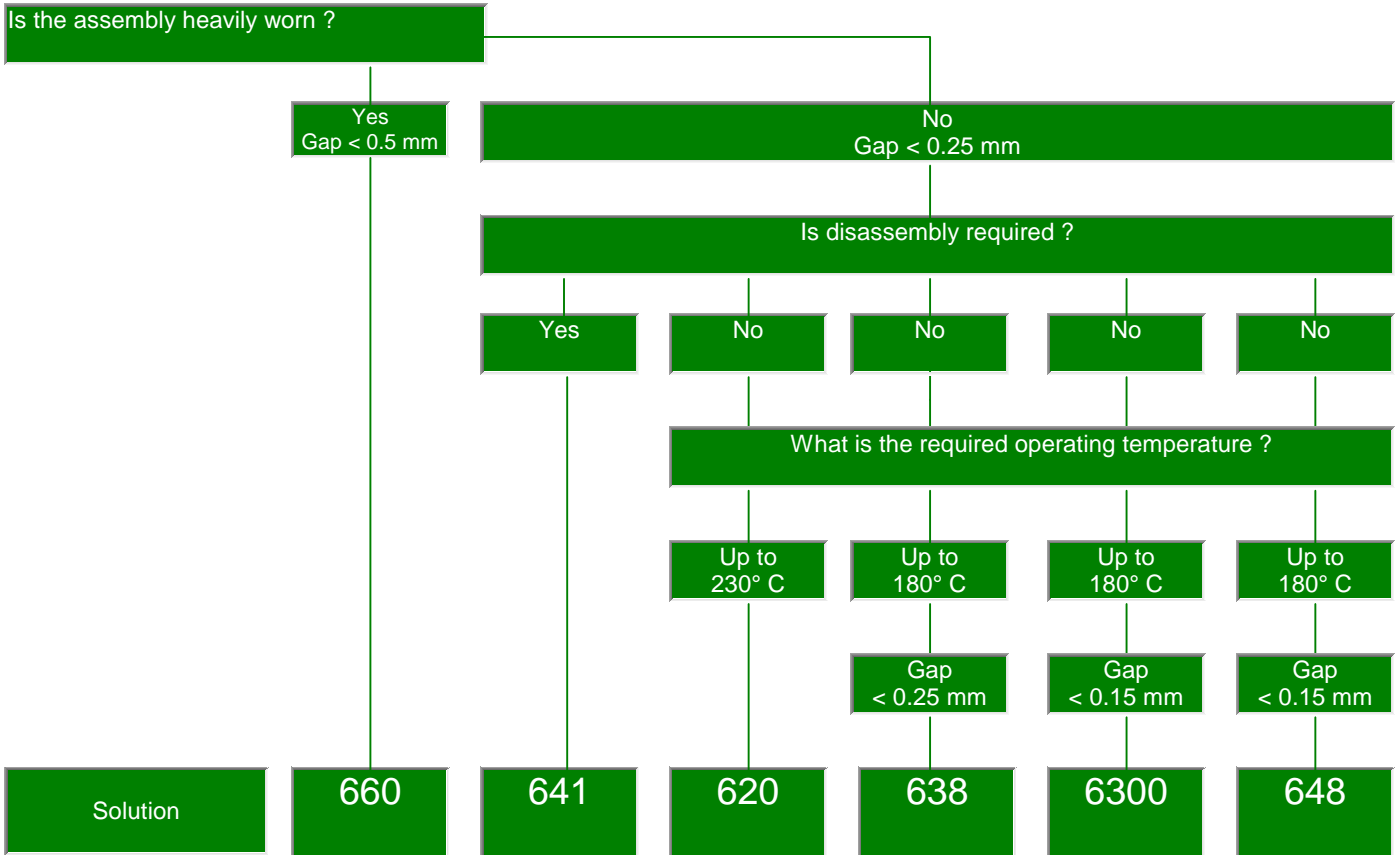 Is the assembly heavily worn ?
Yes
Gap < 0.5 mm
No
Gap < 0.25 mm
Is disassembly required ?
Yes
No
No
No
No
What is the required operating temperature ?
Up to
230° C
Up to
180° C
Up to
180° C
Up to
180° C
Gap
< 0.25 mm
Gap
< 0.15 mm
Gap
< 0.15 mm
Solution
660
641
620
638
6300
648